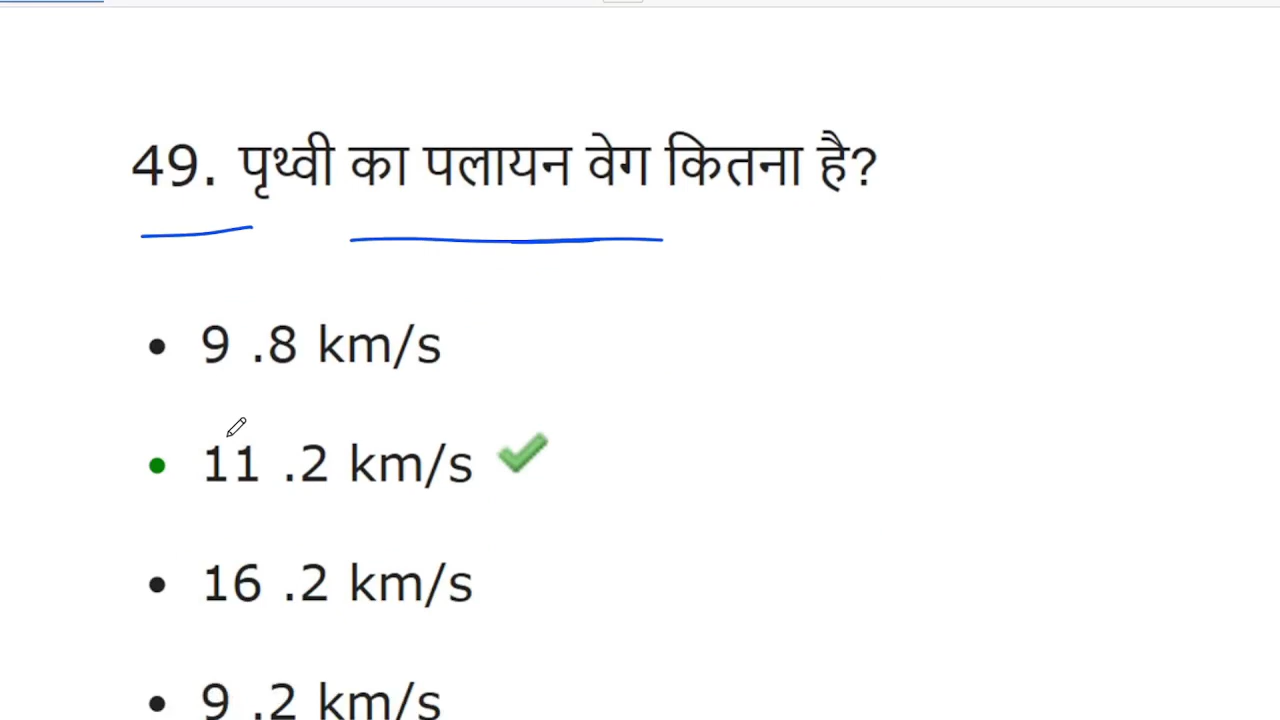 49. पृथ्वी का पलायन वेग कितना है?
9 .8 km/s
11 .2 km/s
16 .2 km/s
9 .2 km/s